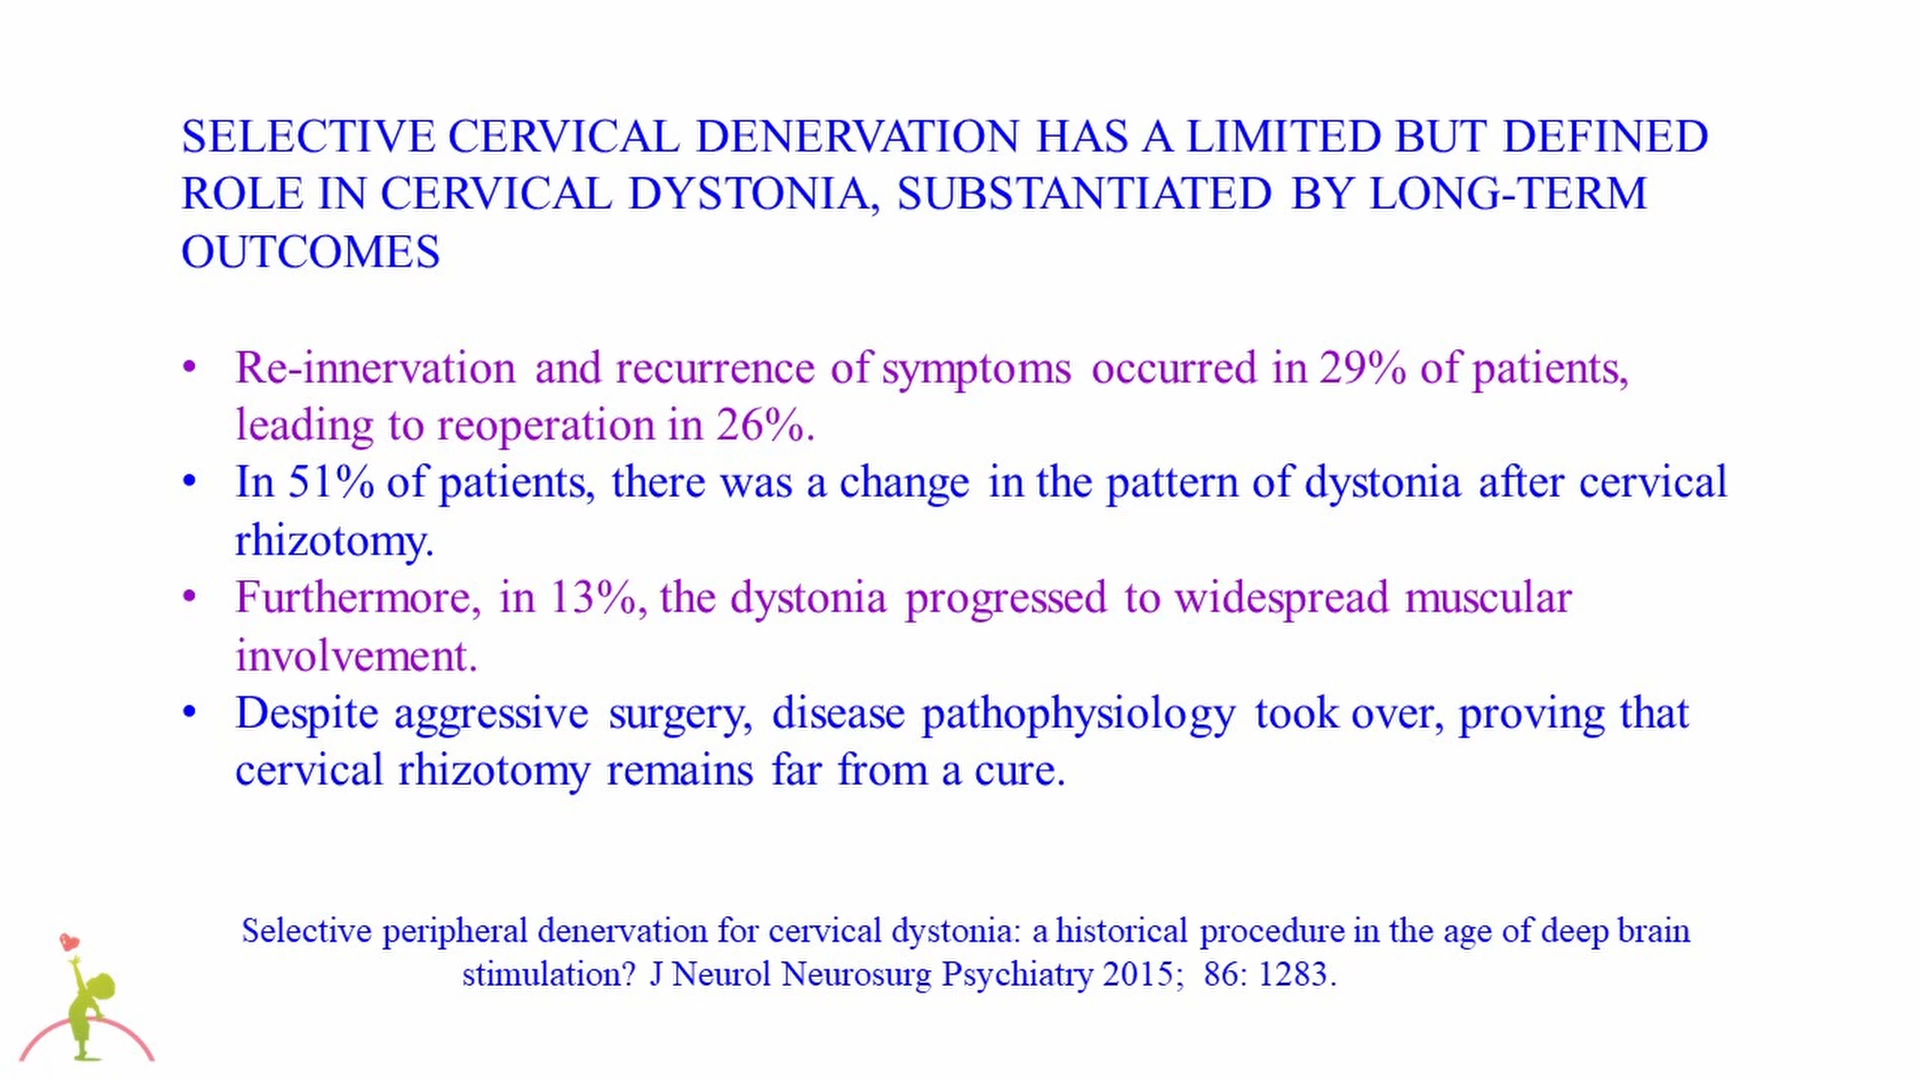 SELECTIVE CERVICAL DENERVATION HAS A LIMITED BUT DEFINED
ROLE IN CERVICAL DYSTONIA, SUBSTANTIATED BY LONG-TERM
OUTCOMES
• Re-innervation and recurrence of symptoms occurred in 29% of patients,
leading to reoperation in 26%.
• In 51% of patients, there was a change in the pattern of dystonia after cervical
rhizotomy.
• Furthermore, in 13%, the dystonia progressed to widespread muscular
involvement.
• Despite aggressive surgery, disease pathophysiology took over, proving that
cervical rhizotomy remains far from a cure.
Selective peripheral denervation for cervical dystonia: a historical procedure in the age of deep brain
stimulation? J Neurol Neurosurg Psychiatry 2015; 86: 1283.